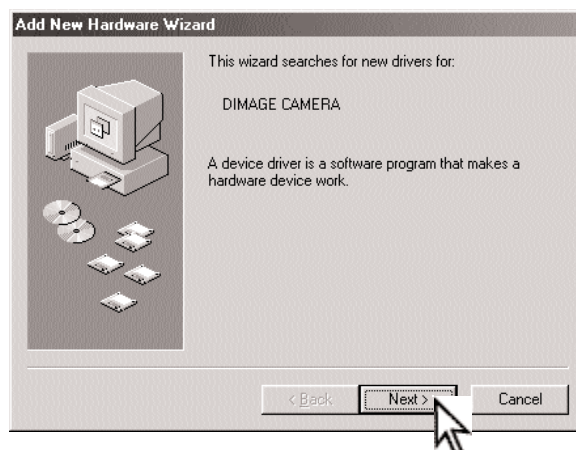 Add New Hardware Wizard
This wizard searches for new drivers for:
DIMAGE CAMERA
A device driver is a software program that makes a
hardware device work.
< Back
Next >
Cancel